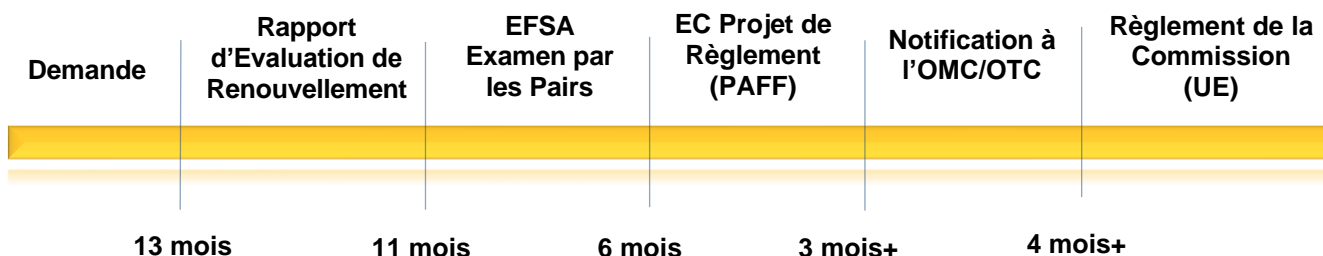 Demande
Rapport
d’Evaluation de
Renouvellement
EFSA
Examen par
les Pairs
EC Projet de
Règlement
(PAFF)
Notification à
l’OMC/OTC
Règlement de la
Commission
(UE)
13 mois
11 mois
6 mois
3 mois+
4 mois+